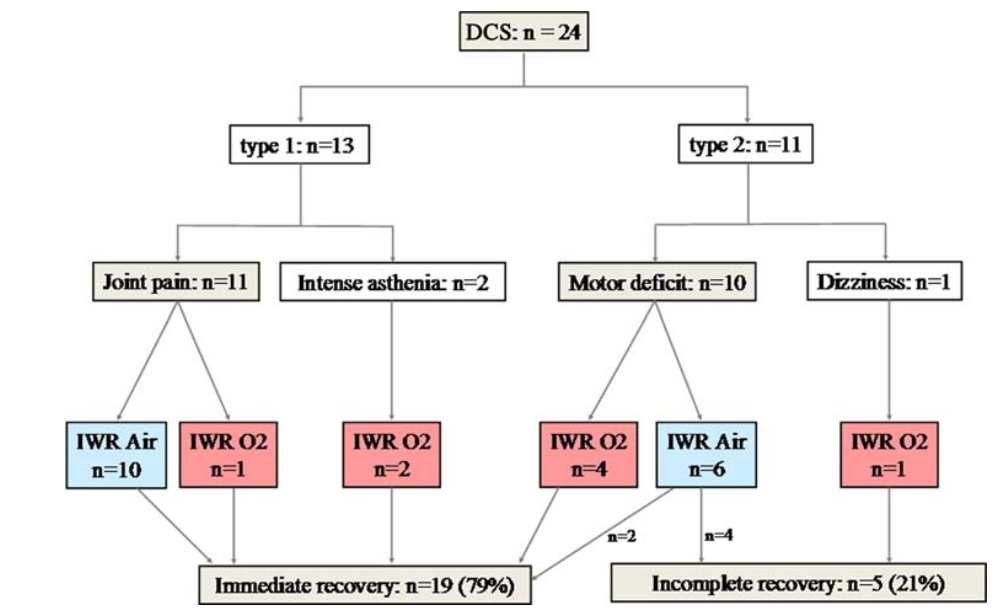 DCS: n = 24
type 1: n=13
type 2: n=11
Joint pain: n=11
Intense asthenia: n=2
Motor deficit: n=10
Dizziness: n=1
IWR Air
n=10
IWR O2
n=1
IWR O2
n=2
IWR O2
n=4
IWR Air
n=6
IWR O2
n=1
n=2
n=4
Immediate recovery: n=19 (79%)
Incomplete recovery: n=5 (21%)